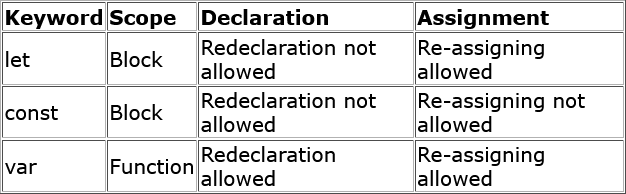 Keyword Scope Declaration Assignment
let Block Redeclaration not allowed Re-assigning allowed
const Block Redeclaration not allowed Re-assigning not allowed
var Function Redeclaration allowed Re-assigning allowed